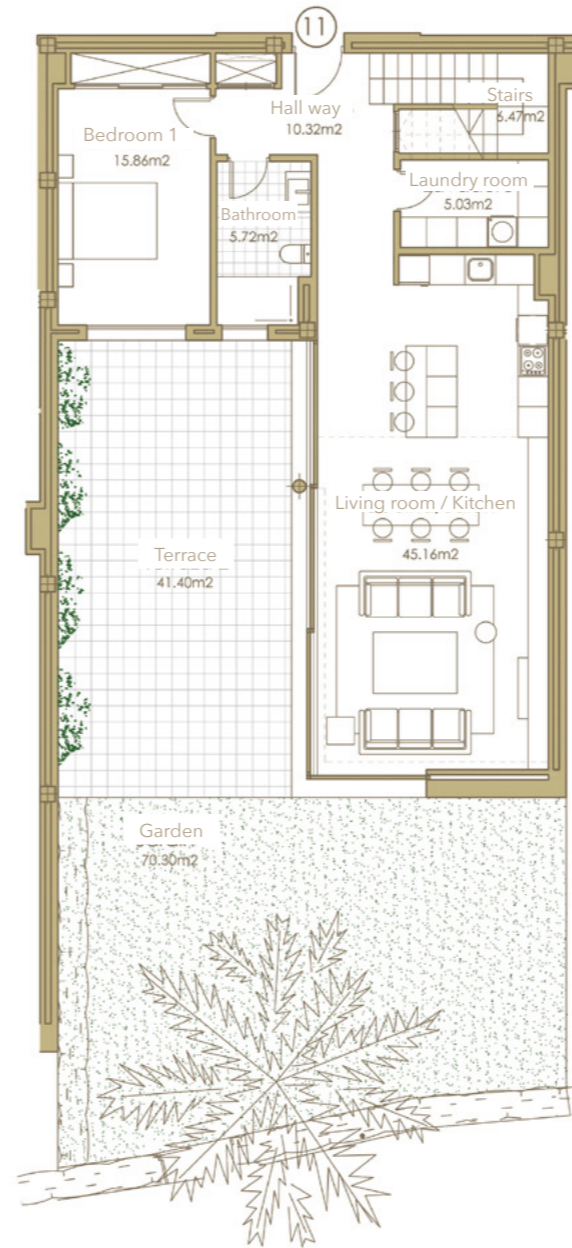 11
Hall way
10.32m2
Stairs
6.47m2
Bedroom 1
15.86m2
Laundry room
5.03m2
Bathroom
5.72m2
Living room / Kitchen
45.16m2
Terrace
41.40m2
Garden
70.30m2